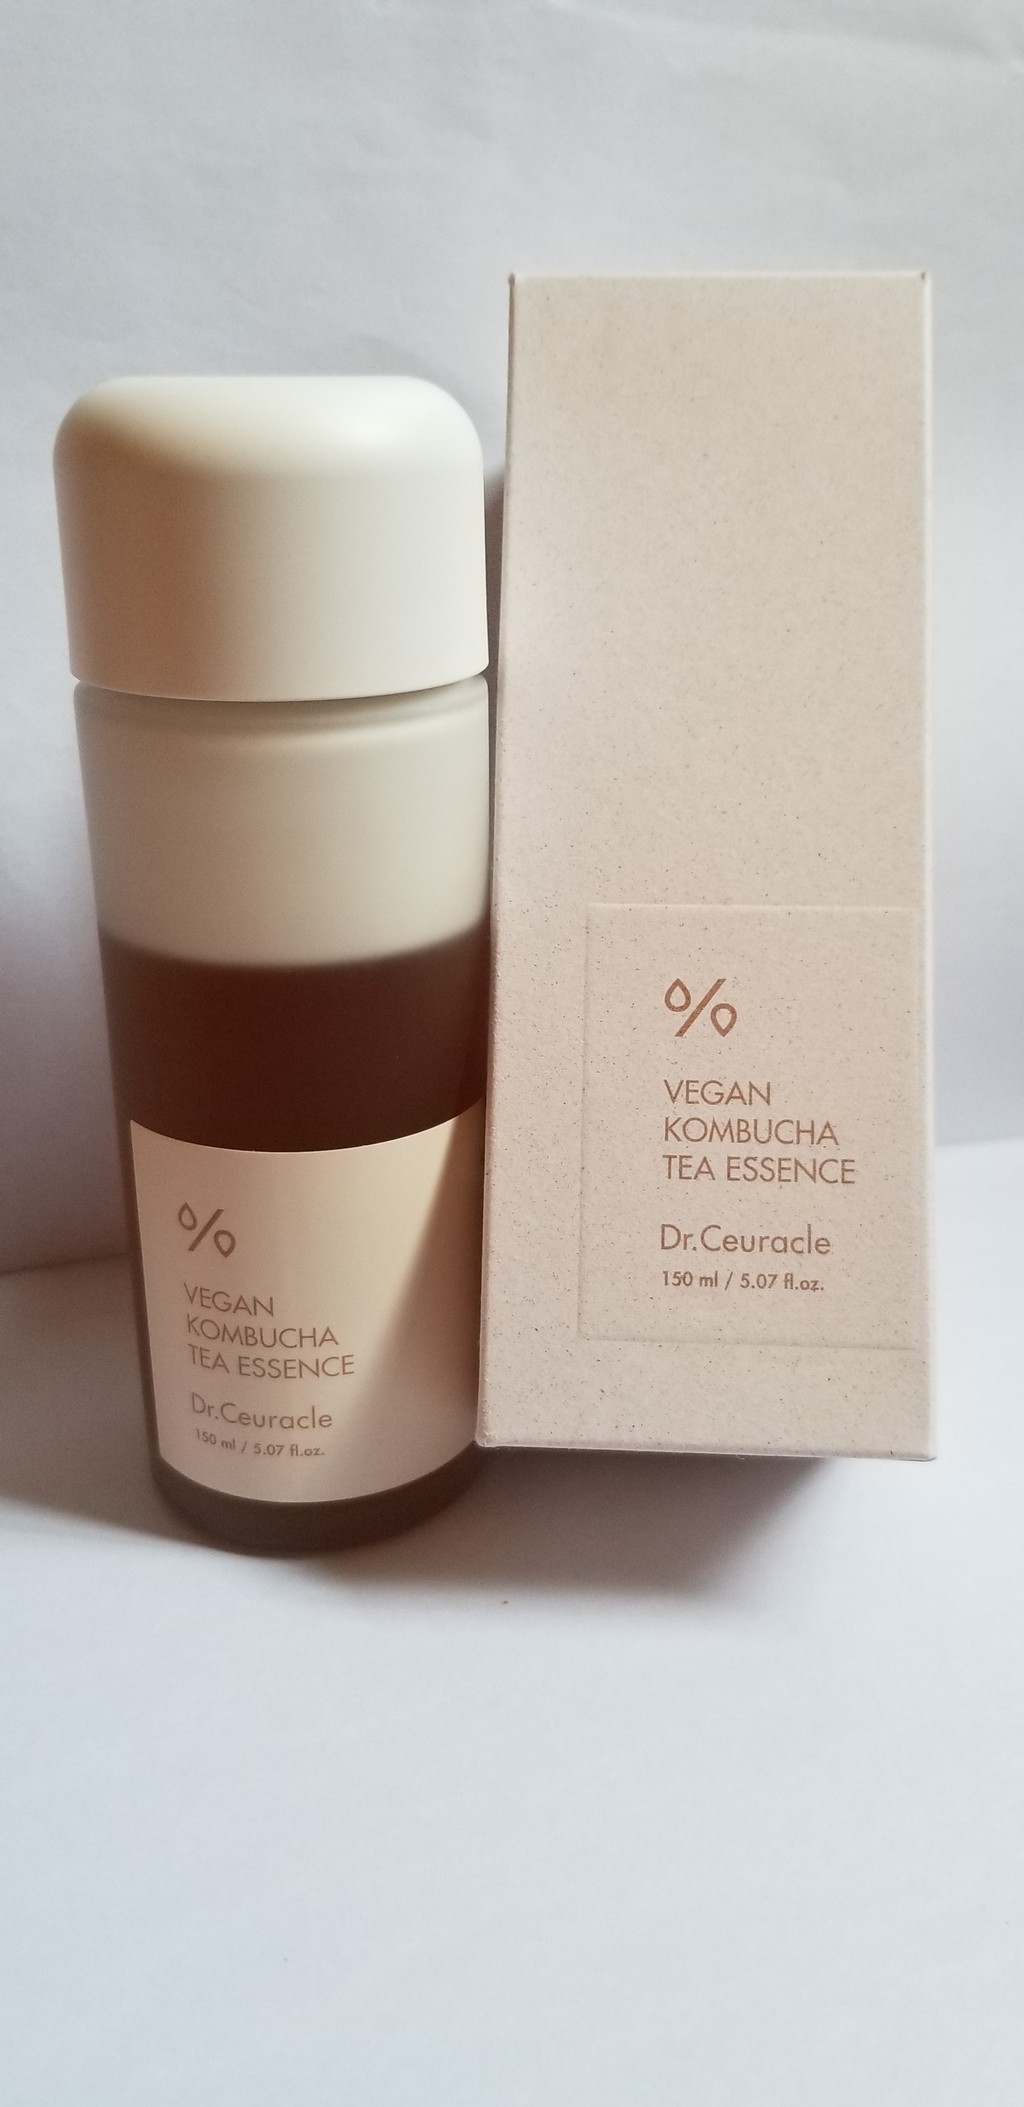 %
VEGAN
KOMBUCHA
TEA ESSENCE
Dr.Ceuracle
150 ml / 5.07 fl.oz.
%
VEGAN
KOMBUCHA
TEA ESSENCE
Dr.Ceuracle
150 ml / 5.07 fl.oz.